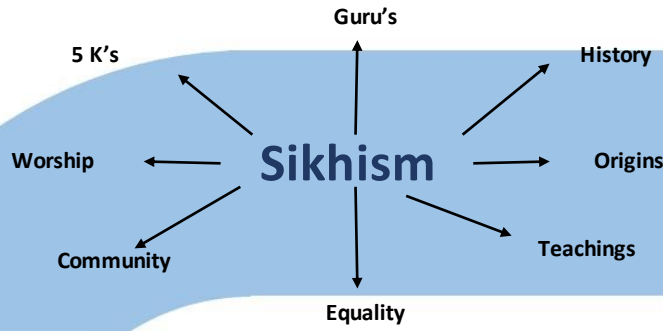 Guru's
5 K's
History
Worship
Sikhism
Origins
Community
Teachings
Equality